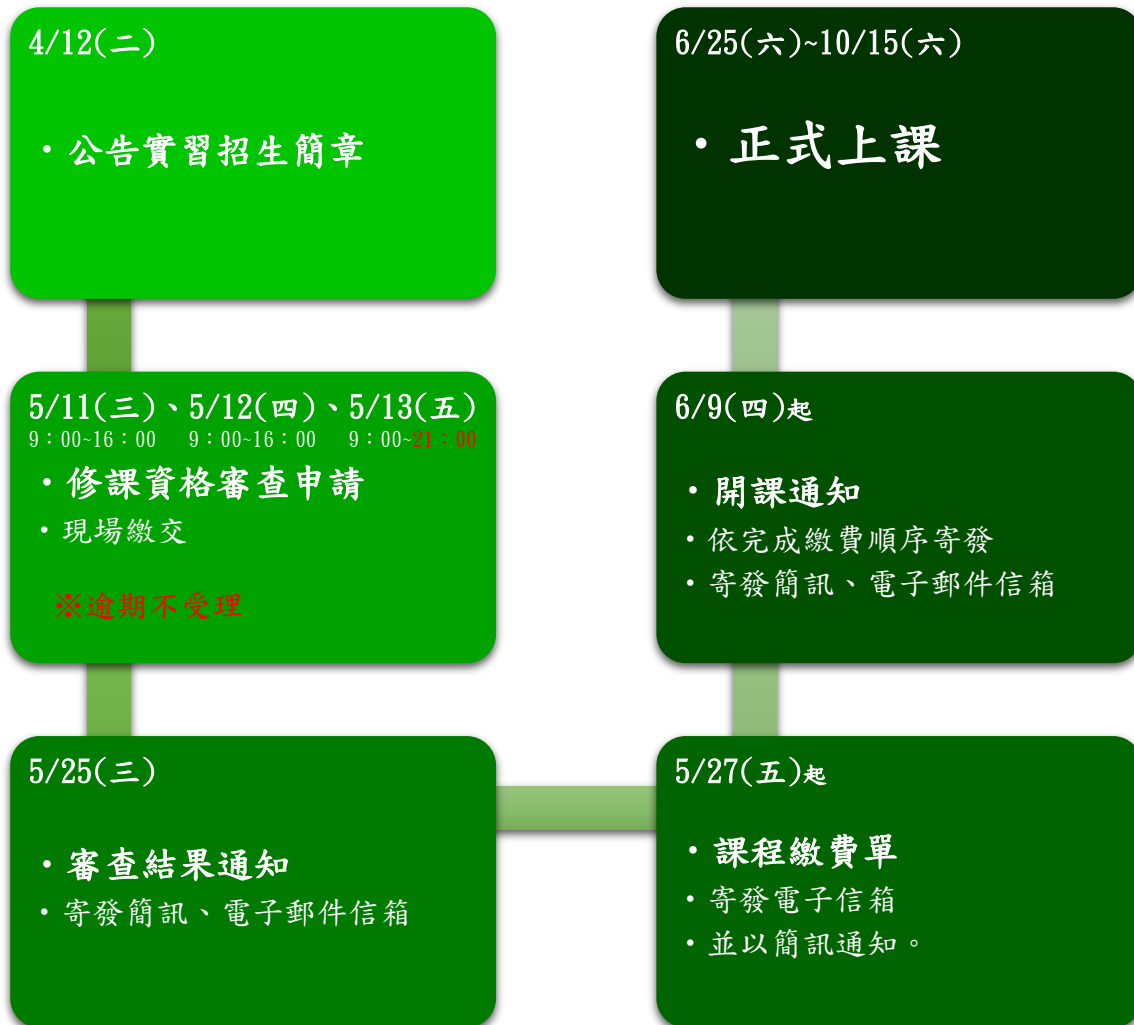 4/12(二)
・公告實習招生簡章
5/11(三)、5/12(四)、5/13(五)
9：00~16：00 9：00~16：00 9：00~21：00
・修課資格審查申請
・現場繳交
※逾期不受理
5/25(三)
・審查結果通知
・寄發簡訊、電子郵件信箱
5/27(五)起
・課程繳費單
・寄發電子信箱
・並以簡訊通知。
6/9(四)起
・開課通知
・依完成繳費順序寄發
・寄發簡訊、電子郵件信箱
6/25(六)~10/15(六)
・正式上課